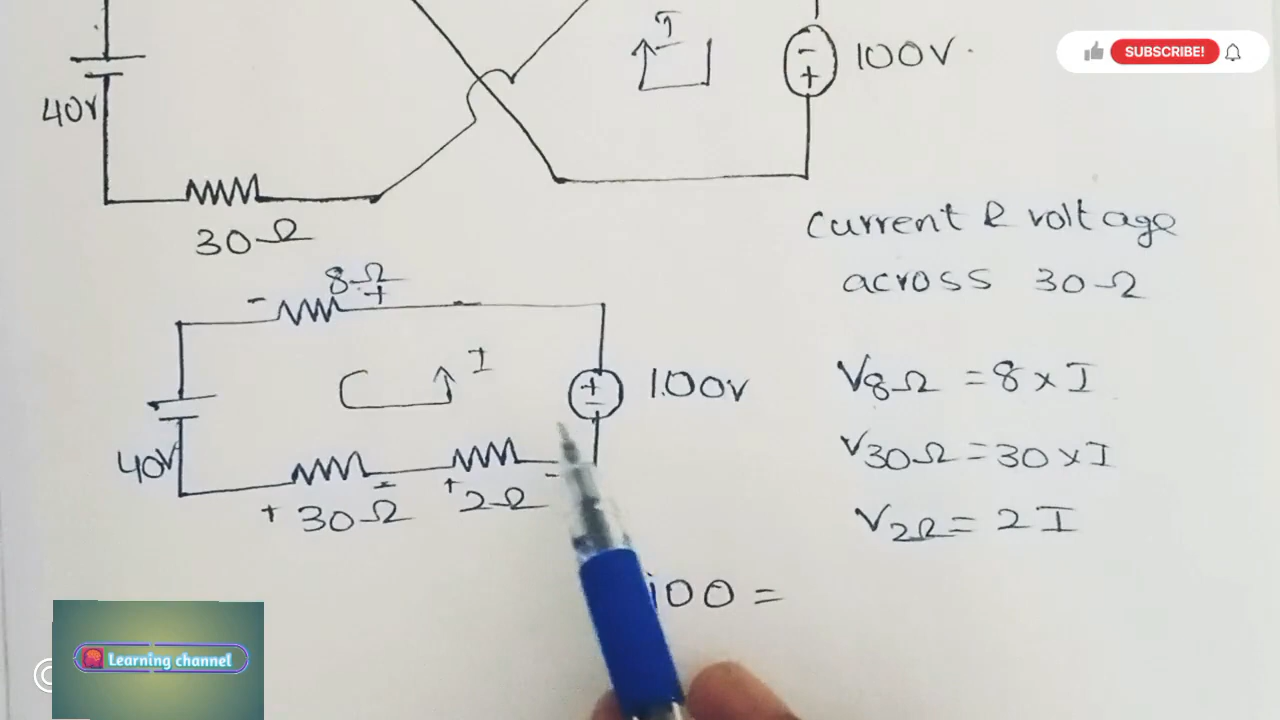 I
100V.
SUBSCRIBE!
40V
30Ω
Current & voltage
across 30Ω
8Ω
- +
I
+
-
100V
40V
+ 30Ω -
+ 2Ω -
V8Ω = 8 × I
V30Ω = 30 × I
V2Ω = 2 I
100 =
Learning channel